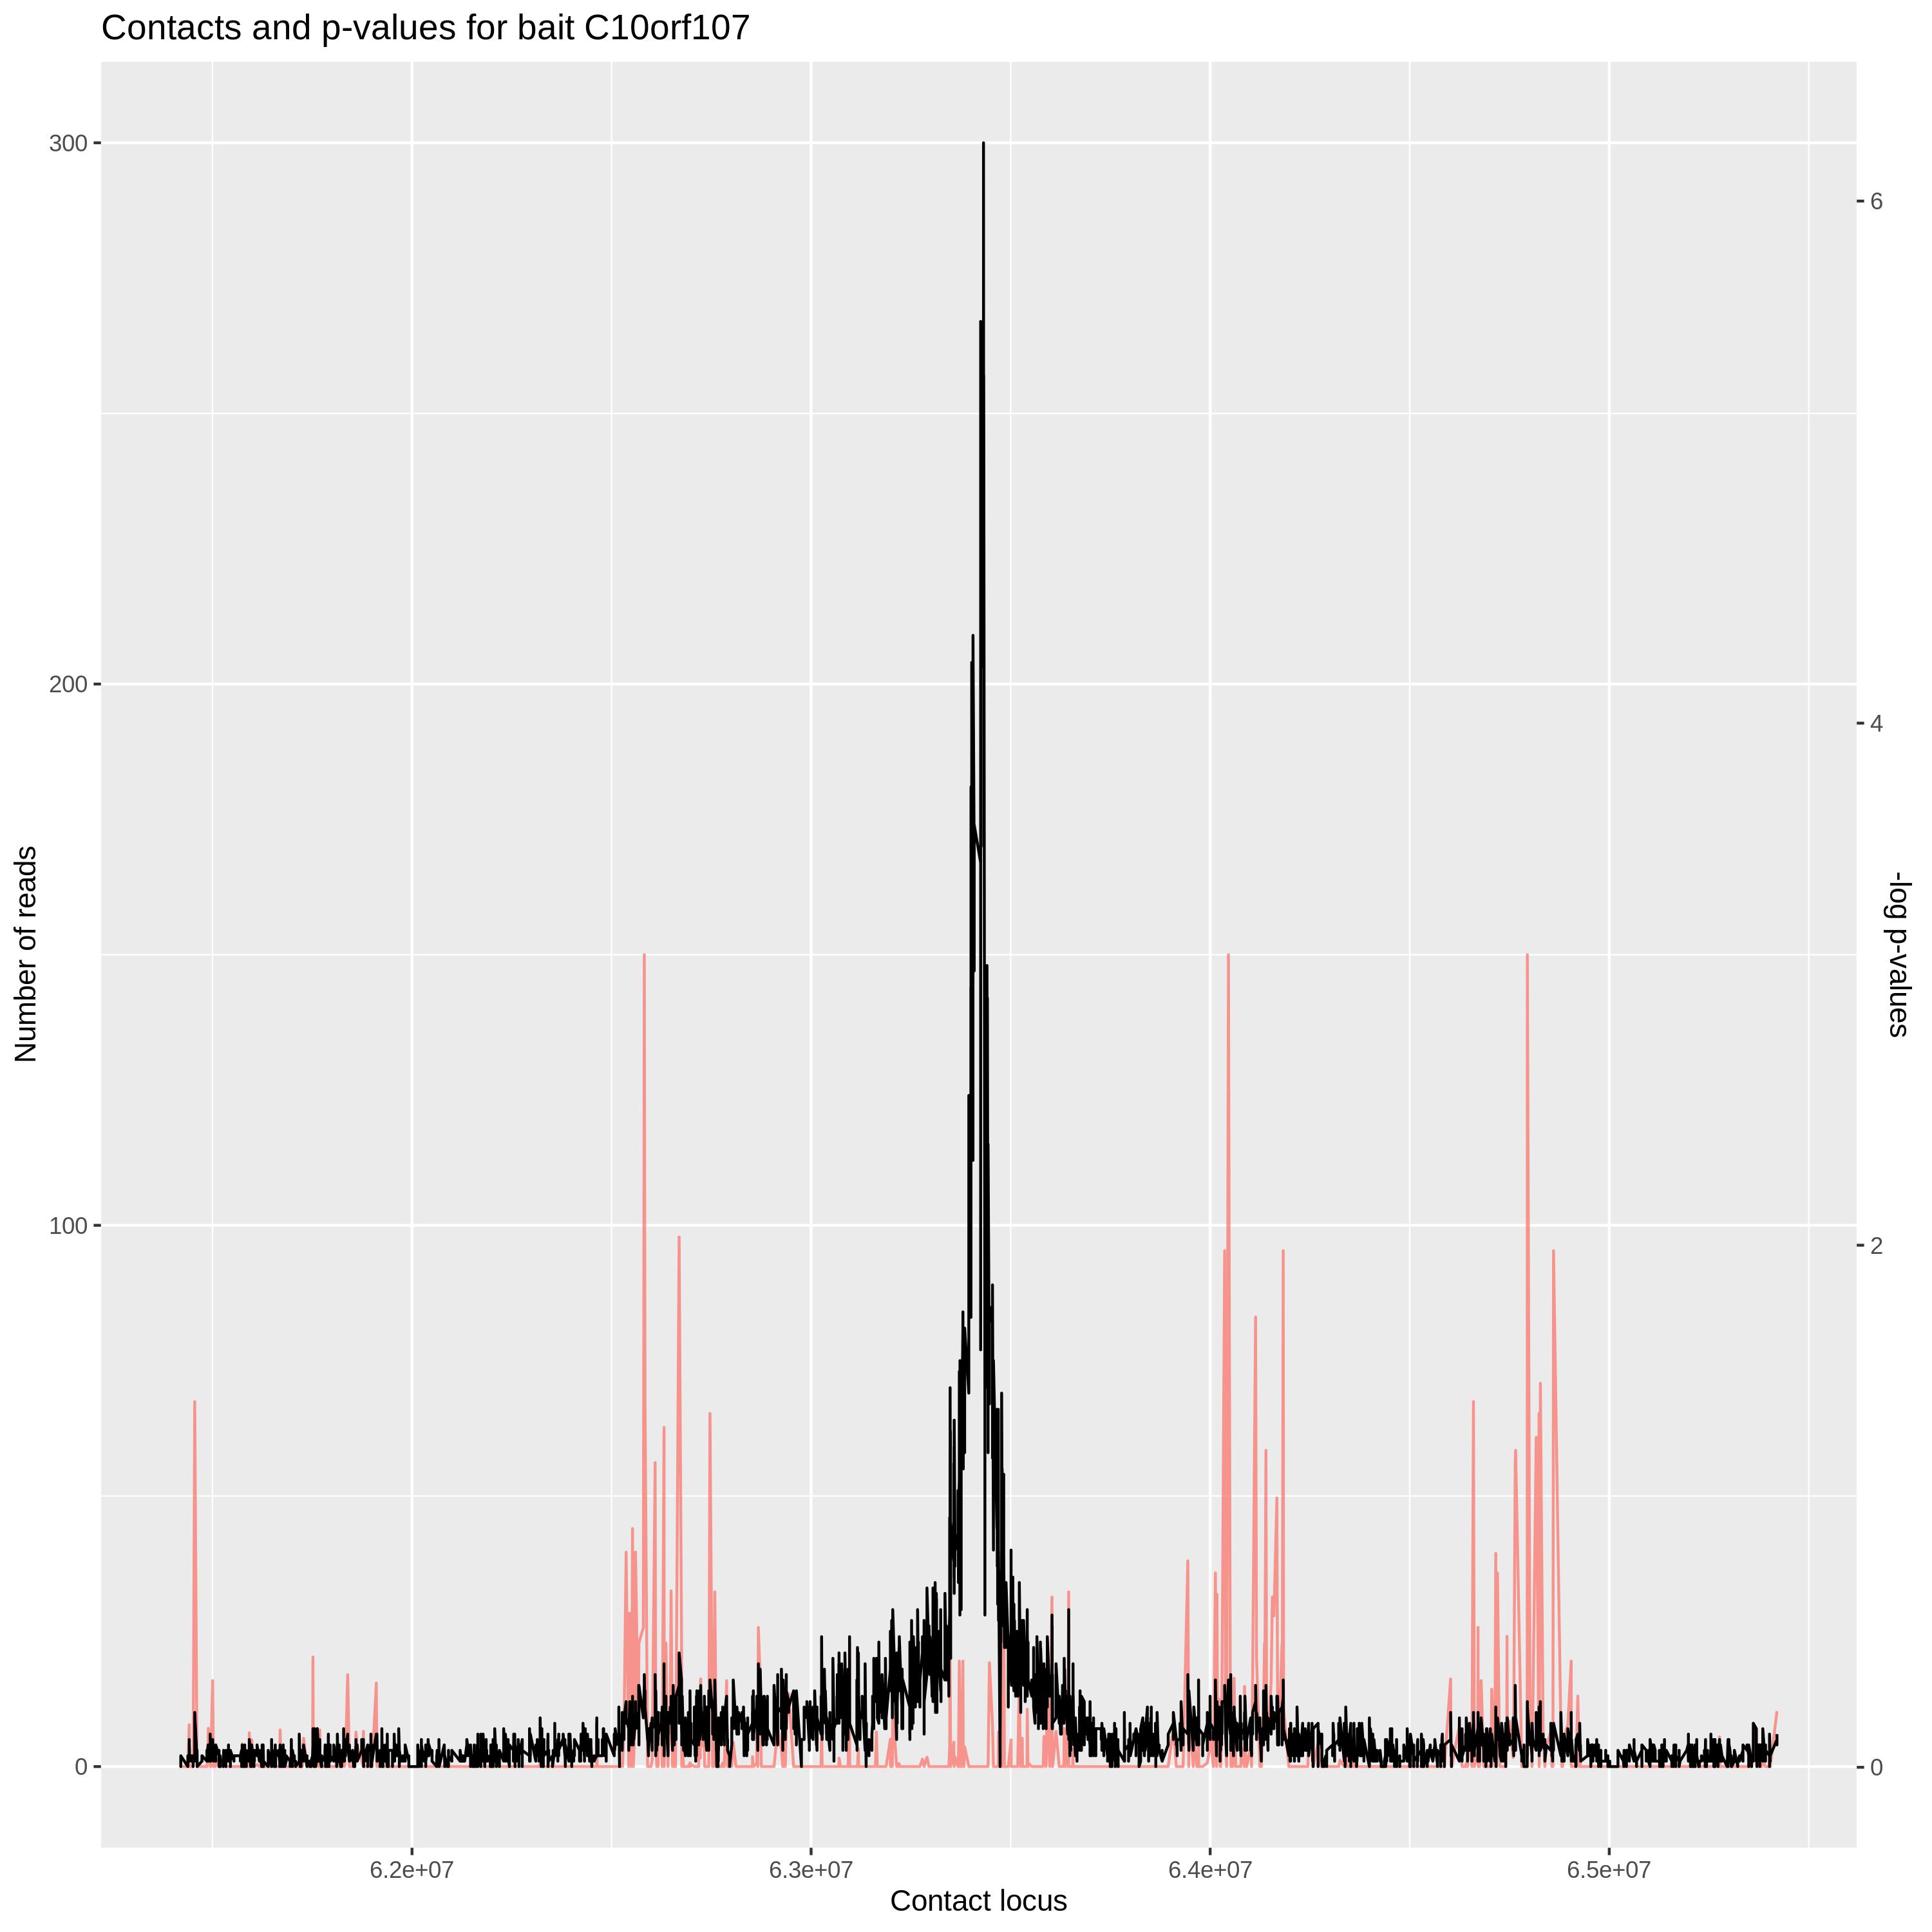 Contacts and p-values for bait C10orf107
300
200
100
0
Number of reads
6
4
2
0
-log p-values
6.2e+07
6.3e+07
6.4e+07
6.5e+07
Contact locus